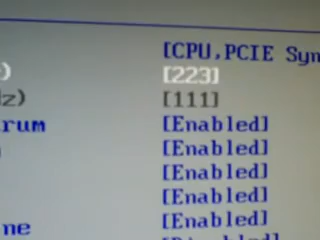 [CPU,PCIE Syn
) [223]
z) [111]
rum [Enabled]
[Enabled]
[Enabled]
[Enabled]
ne [Enabled]